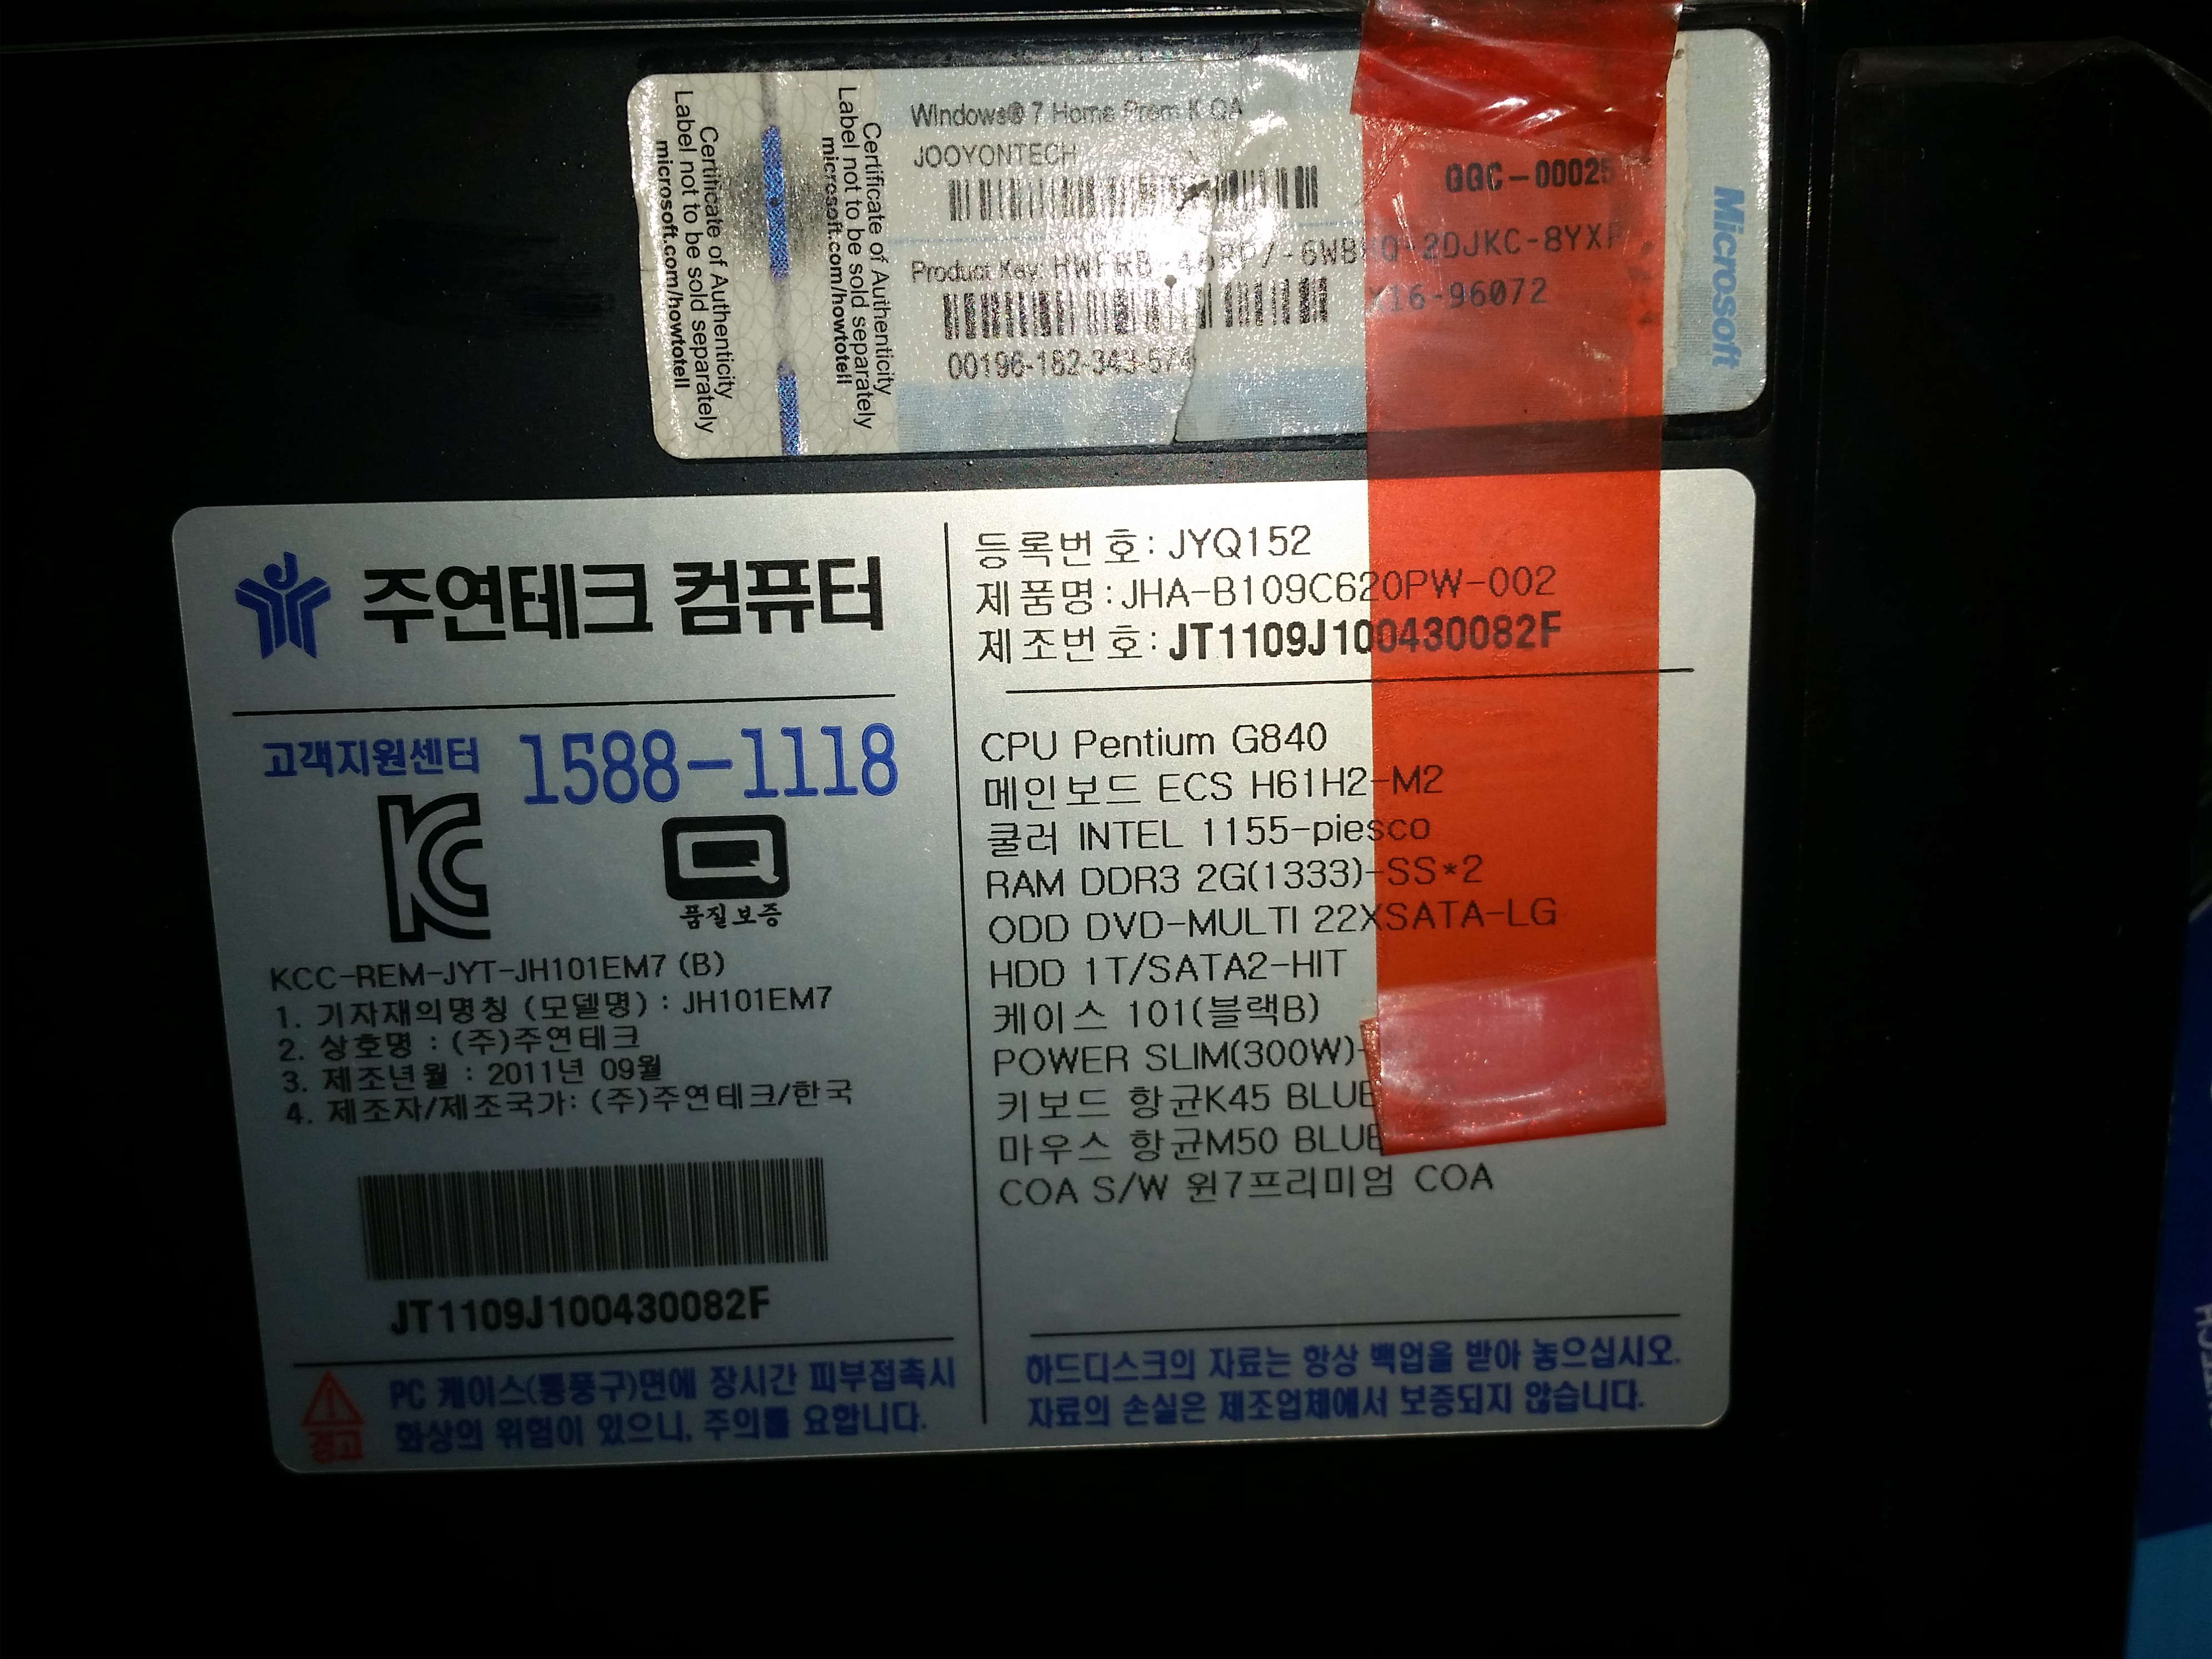 Certificate of Authenticity
Label not to be sold separately
microsoft.com/howtotell
Certificate of Authenticity
Label not to be sold separately
microsoft.com/howtotell
Windows® 7 Home Prem K OA
JOOYONTECH
GGC-00025
Product Key:
X16-96072
00196-162-343-574
Microsoft
주연테크 컴퓨터
고객지원센터 1588-1118
품질보증
KCC-REM-JYT-JH101EM7 (B)
1. 기자재의명칭 (모델명) : JH101EM7
2. 상호명 : (주)주연테크
3. 제조년월 : 2011년 09월
4. 제조자/제조국가: (주)주연테크/한국
JT1109J100430082F
경고
PC 케이스(통풍구)면에 장시간 피부접촉시
화상의 위험이 있으니, 주의를 요합니다.
등록번호: JYQ152
제품명:JHA-B109C620PW-002
제조번호: JT1109J100430082F
CPU Pentium G840
메인보드 ECS H61H2-M2
쿨러 INTEL 1155-piesco
RAM DDR3 2G(1333)-SS*2
ODD DVD-MULTI 22XSATA-LG
HDD 1T/SATA2-HIT
케이스 101(블랙B)
POWER SLIM(300W)-
키보드 항균K45 BLUE
마우스 항균M50 BLUE
COA S/W 윈7프리미엄 COA
하드디스크의 자료는 항상 백업을 받아 놓으십시오.
자료의 손실은 제조업체에서 보증되지 않습니다.